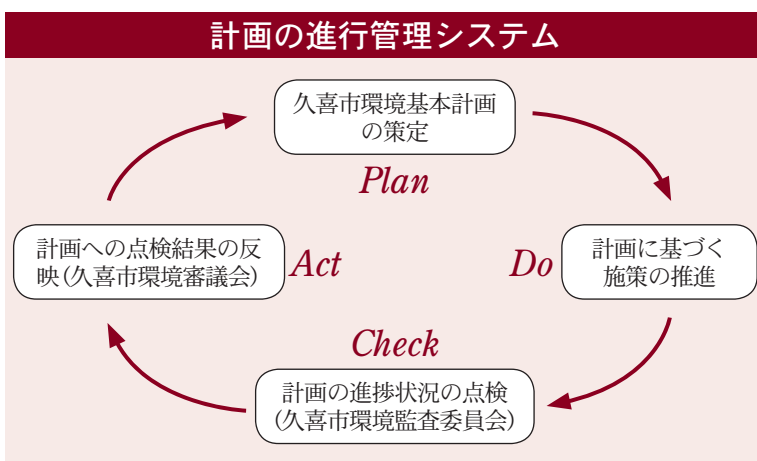 計画の進行管理システム
久喜市環境基本計画
の策定
Plan
計画への点検結果の反
映(久喜市環境審議会)
Act
Do
計画に基づく
施策の推進
Check
計画の進捗状況の点検
(久喜市環境監査委員会)